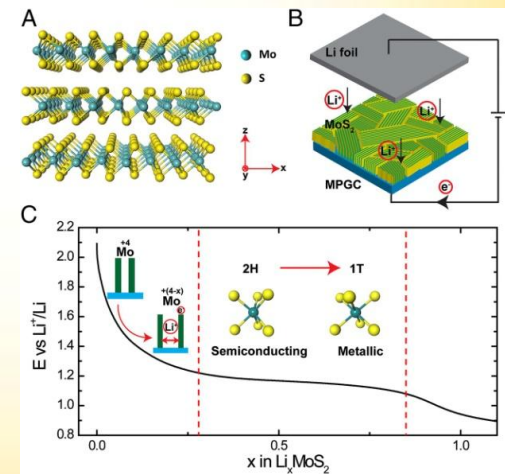 A
Mo
S
z
y
x
B
Li foil
Li⁺
Li⁺
MoS₂
Li⁺
MPGC
e⁻
C
E vs Li⁺/Li
2.2
2.0
1.8
1.6
1.4
1.2
1.0
0.8
+4
Mo
+(4-x)
Mo
e
Li⁺
2H
1T
Semiconducting
Metallic
0.0
0.5
1.0
x in LiₓMoS₂